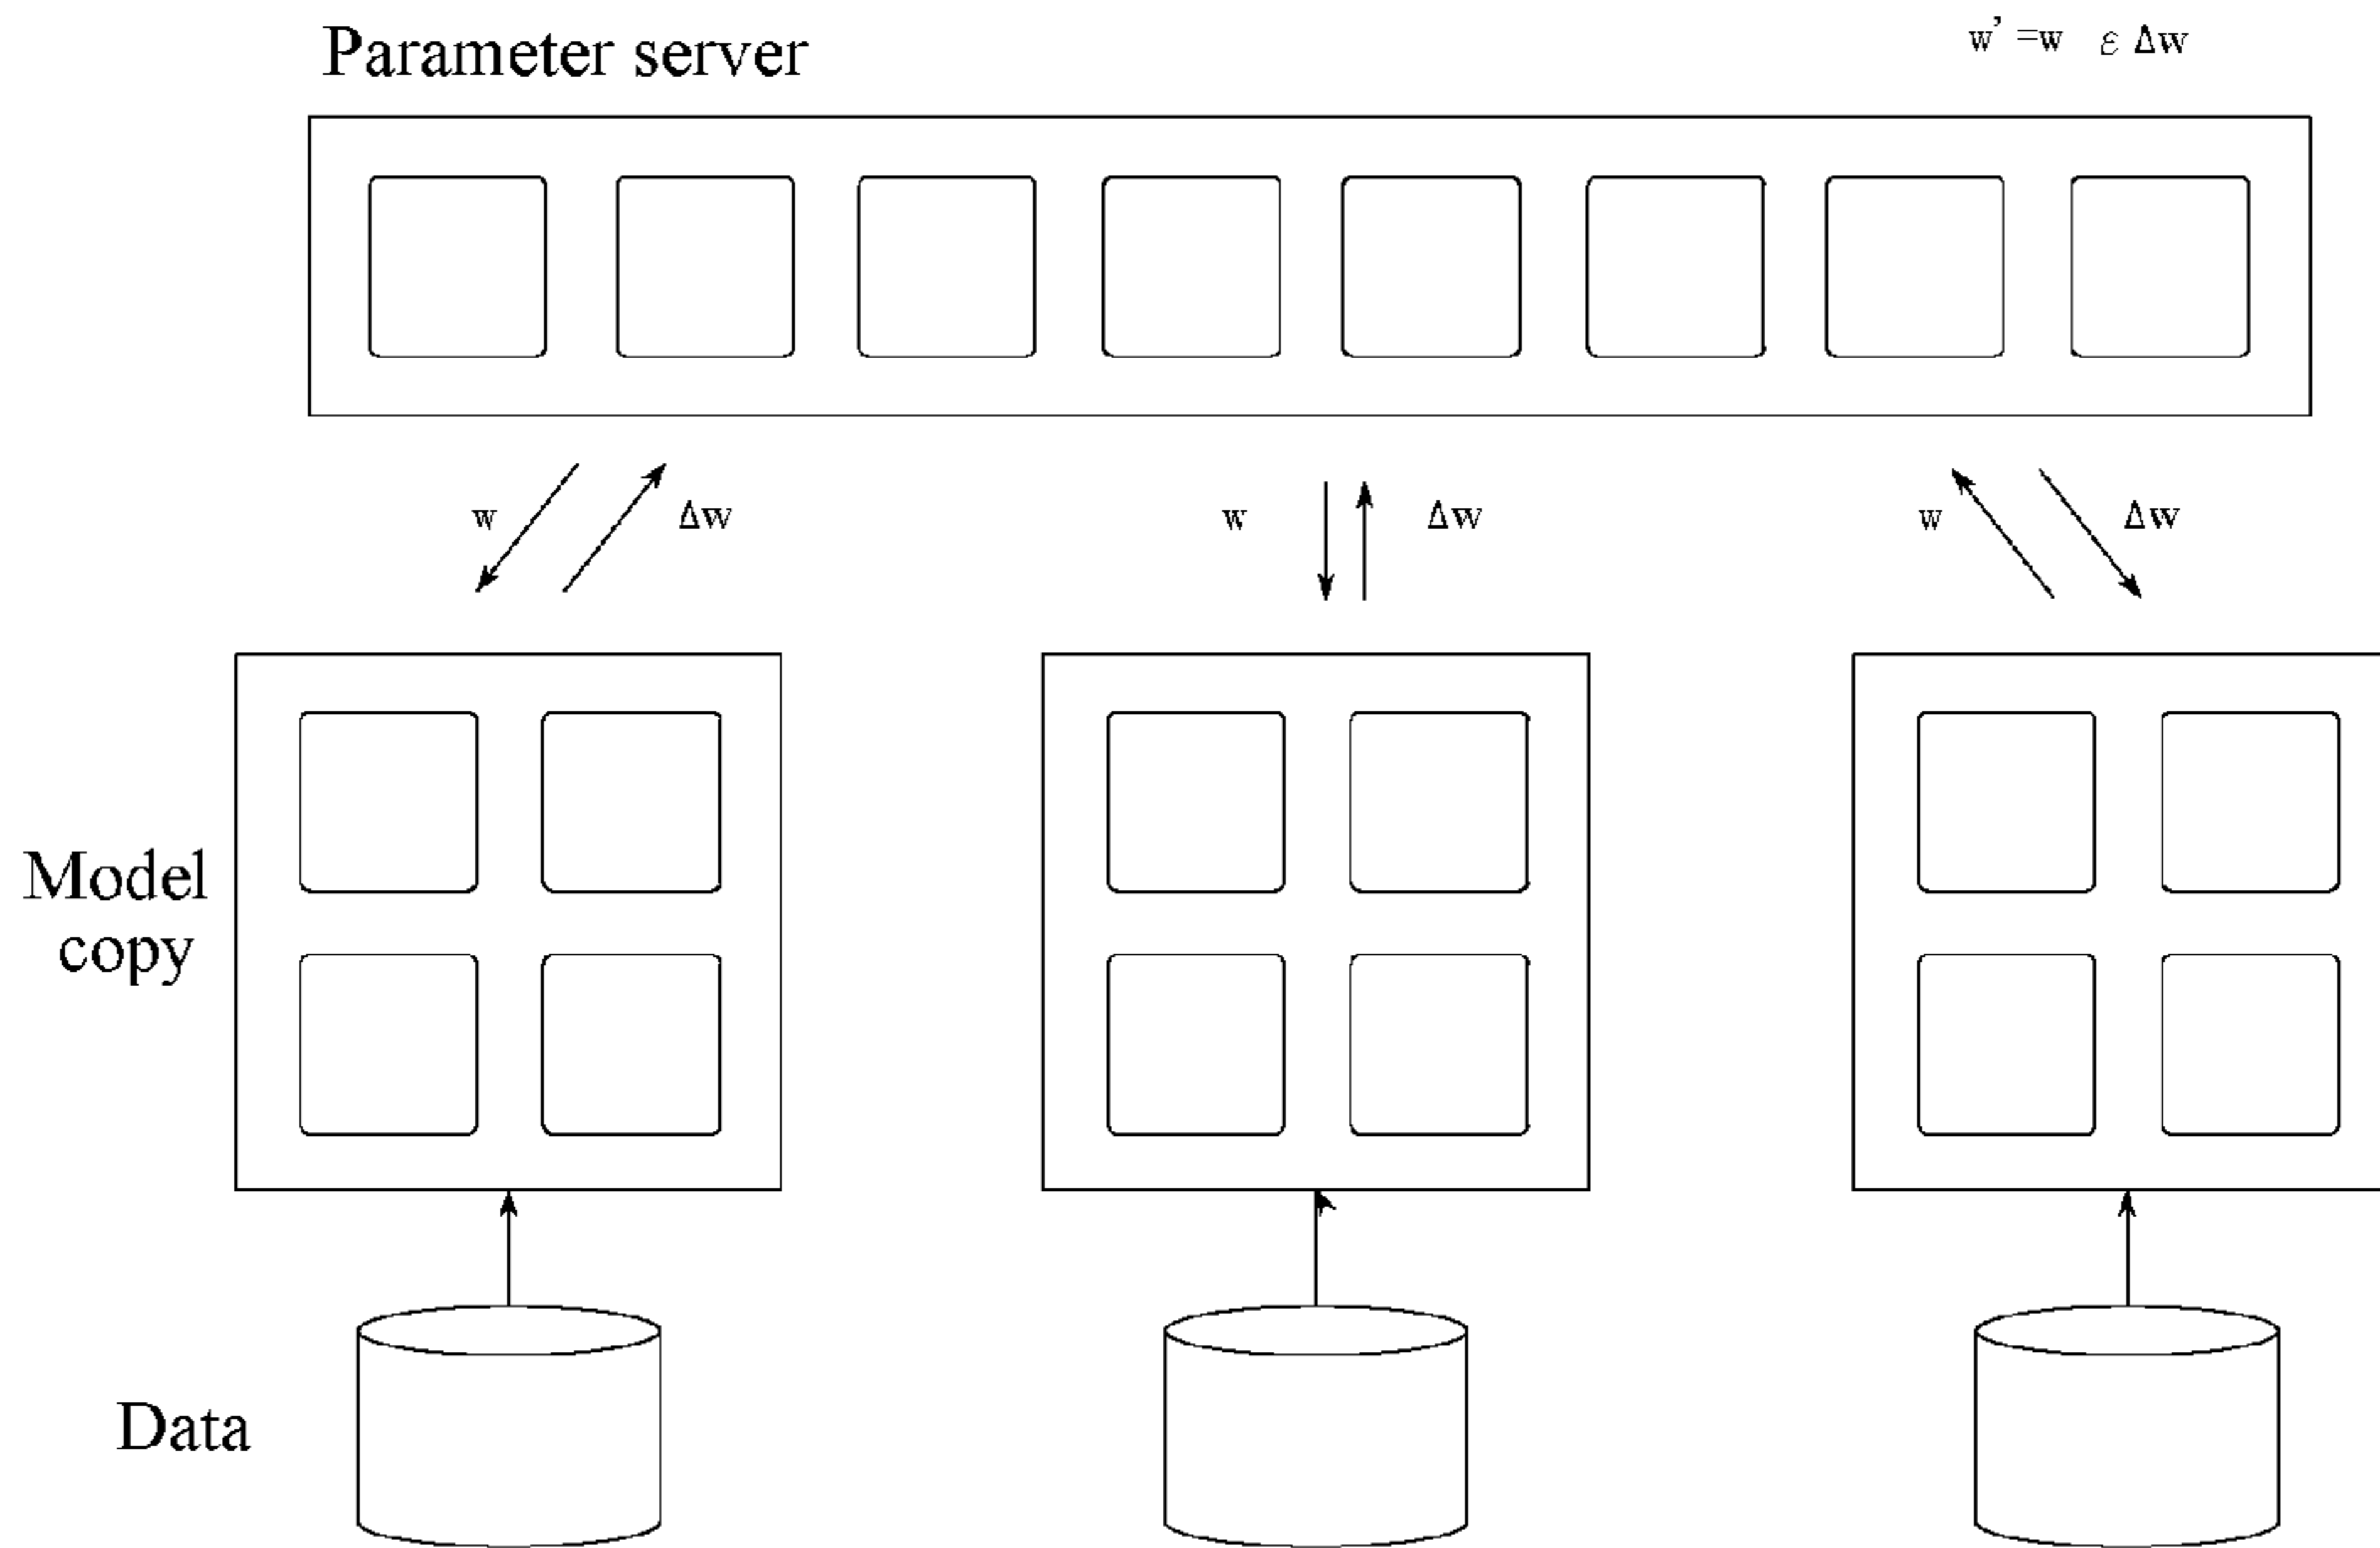 Parameter server
w' =w ε Δw
w Δw w Δw w Δw
Model
copy
Data